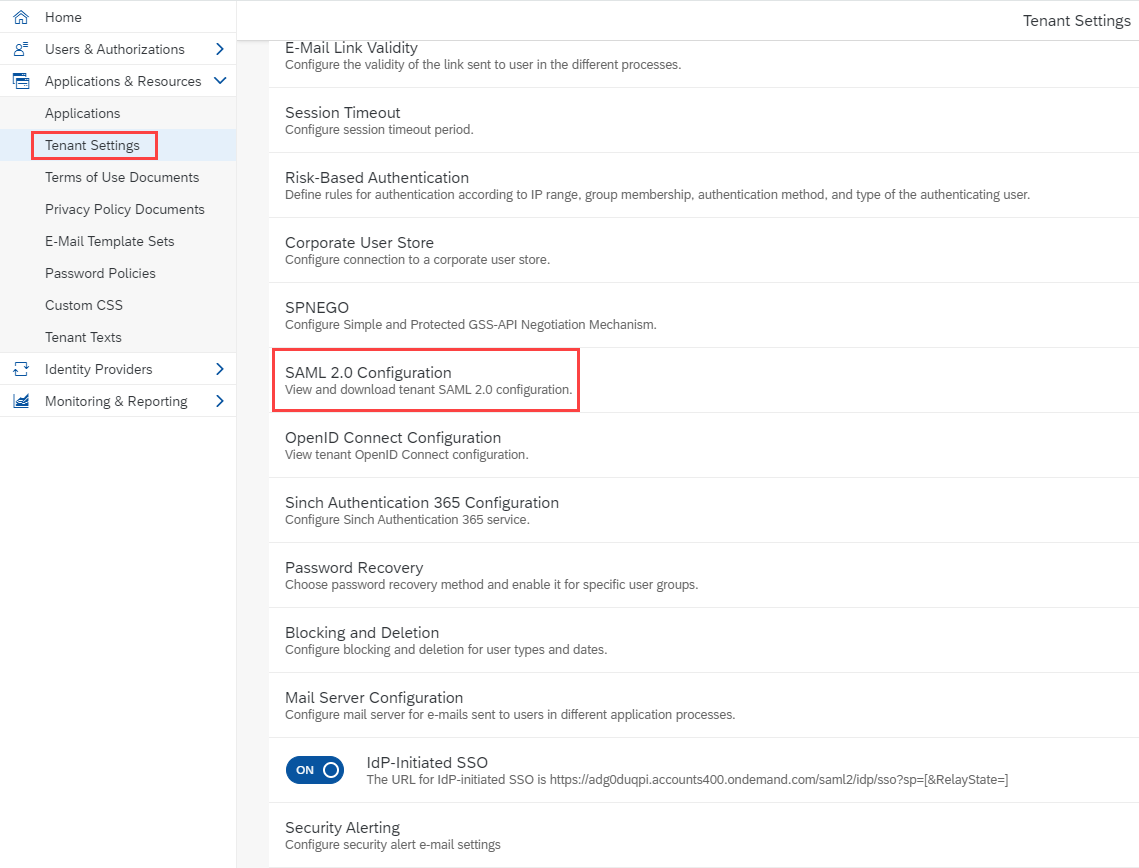 Home
Users & Authorizations
Applications & Resources
Applications
Tenant Settings
Terms of Use Documents
Privacy Policy Documents
E-Mail Template Sets
Password Policies
Custom CSS
Tenant Texts
Identity Providers
Monitoring & Reporting
Tenant Settings
E-Mail Link Validity
Configure the validity of the link sent to user in the different processes.
Session Timeout
Configure session timeout period.
Risk-Based Authentication
Define rules for authentication according to IP range, group membership, authentication method, and type of the authenticating user.
Corporate User Store
Configure connection to a corporate user store.
SPNEGO
Configure Simple and Protected GSS-API Negotiation Mechanism.
SAML 2.0 Configuration
View and download tenant SAML 2.0 configuration.
OpenID Connect Configuration
View tenant OpenID Connect configuration.
Sinch Authentication 365 Configuration
Configure Sinch Authentication 365 service.
Password Recovery
Choose password recovery method and enable it for specific user groups.
Blocking and Deletion
Configure blocking and deletion for user types and dates.
Mail Server Configuration
Configure mail server for e-mails sent to users in different application processes.
ON
IdP-Initiated SSO
The URL for IdP-initiated SSO is https://adg0duqpi.accounts400.ondemand.com/saml2/idp/sso?sp=[&RelayState=]
Security Alerting
Configure security alert e-mail settings